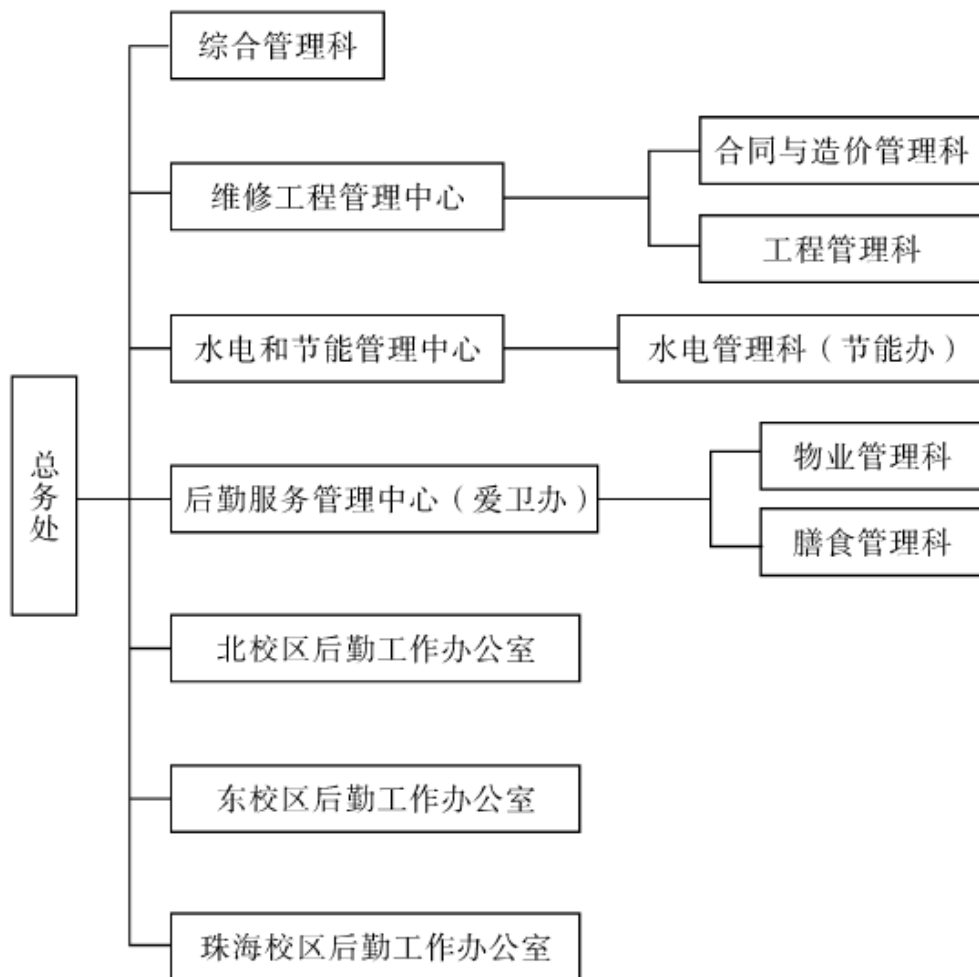 综合管理科
合同与造价管理科
维修工程管理中心
工程管理科
水电和节能管理中心
水电管理科（节能办）
总务处
物业管理科
后勤服务管理中心（爱卫办）
膳食管理科
北校区后勤工作办公室
东校区后勤工作办公室
珠海校区后勤工作办公室